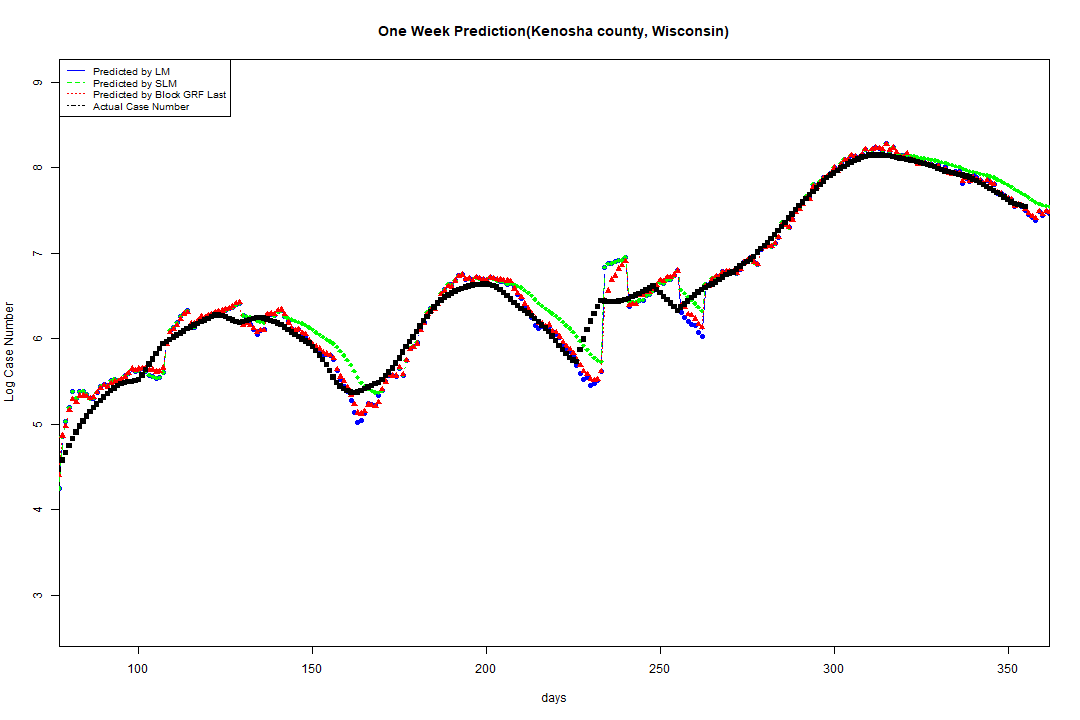 One Week Prediction(Kenosha county, Wisconsin)
Predicted by LM
Predicted by SLM
Predicted by Block GRF Last
Actual Case Number
9
8
7
6
5
4
3
Log Case Number
100 150 200 250 300 350
days